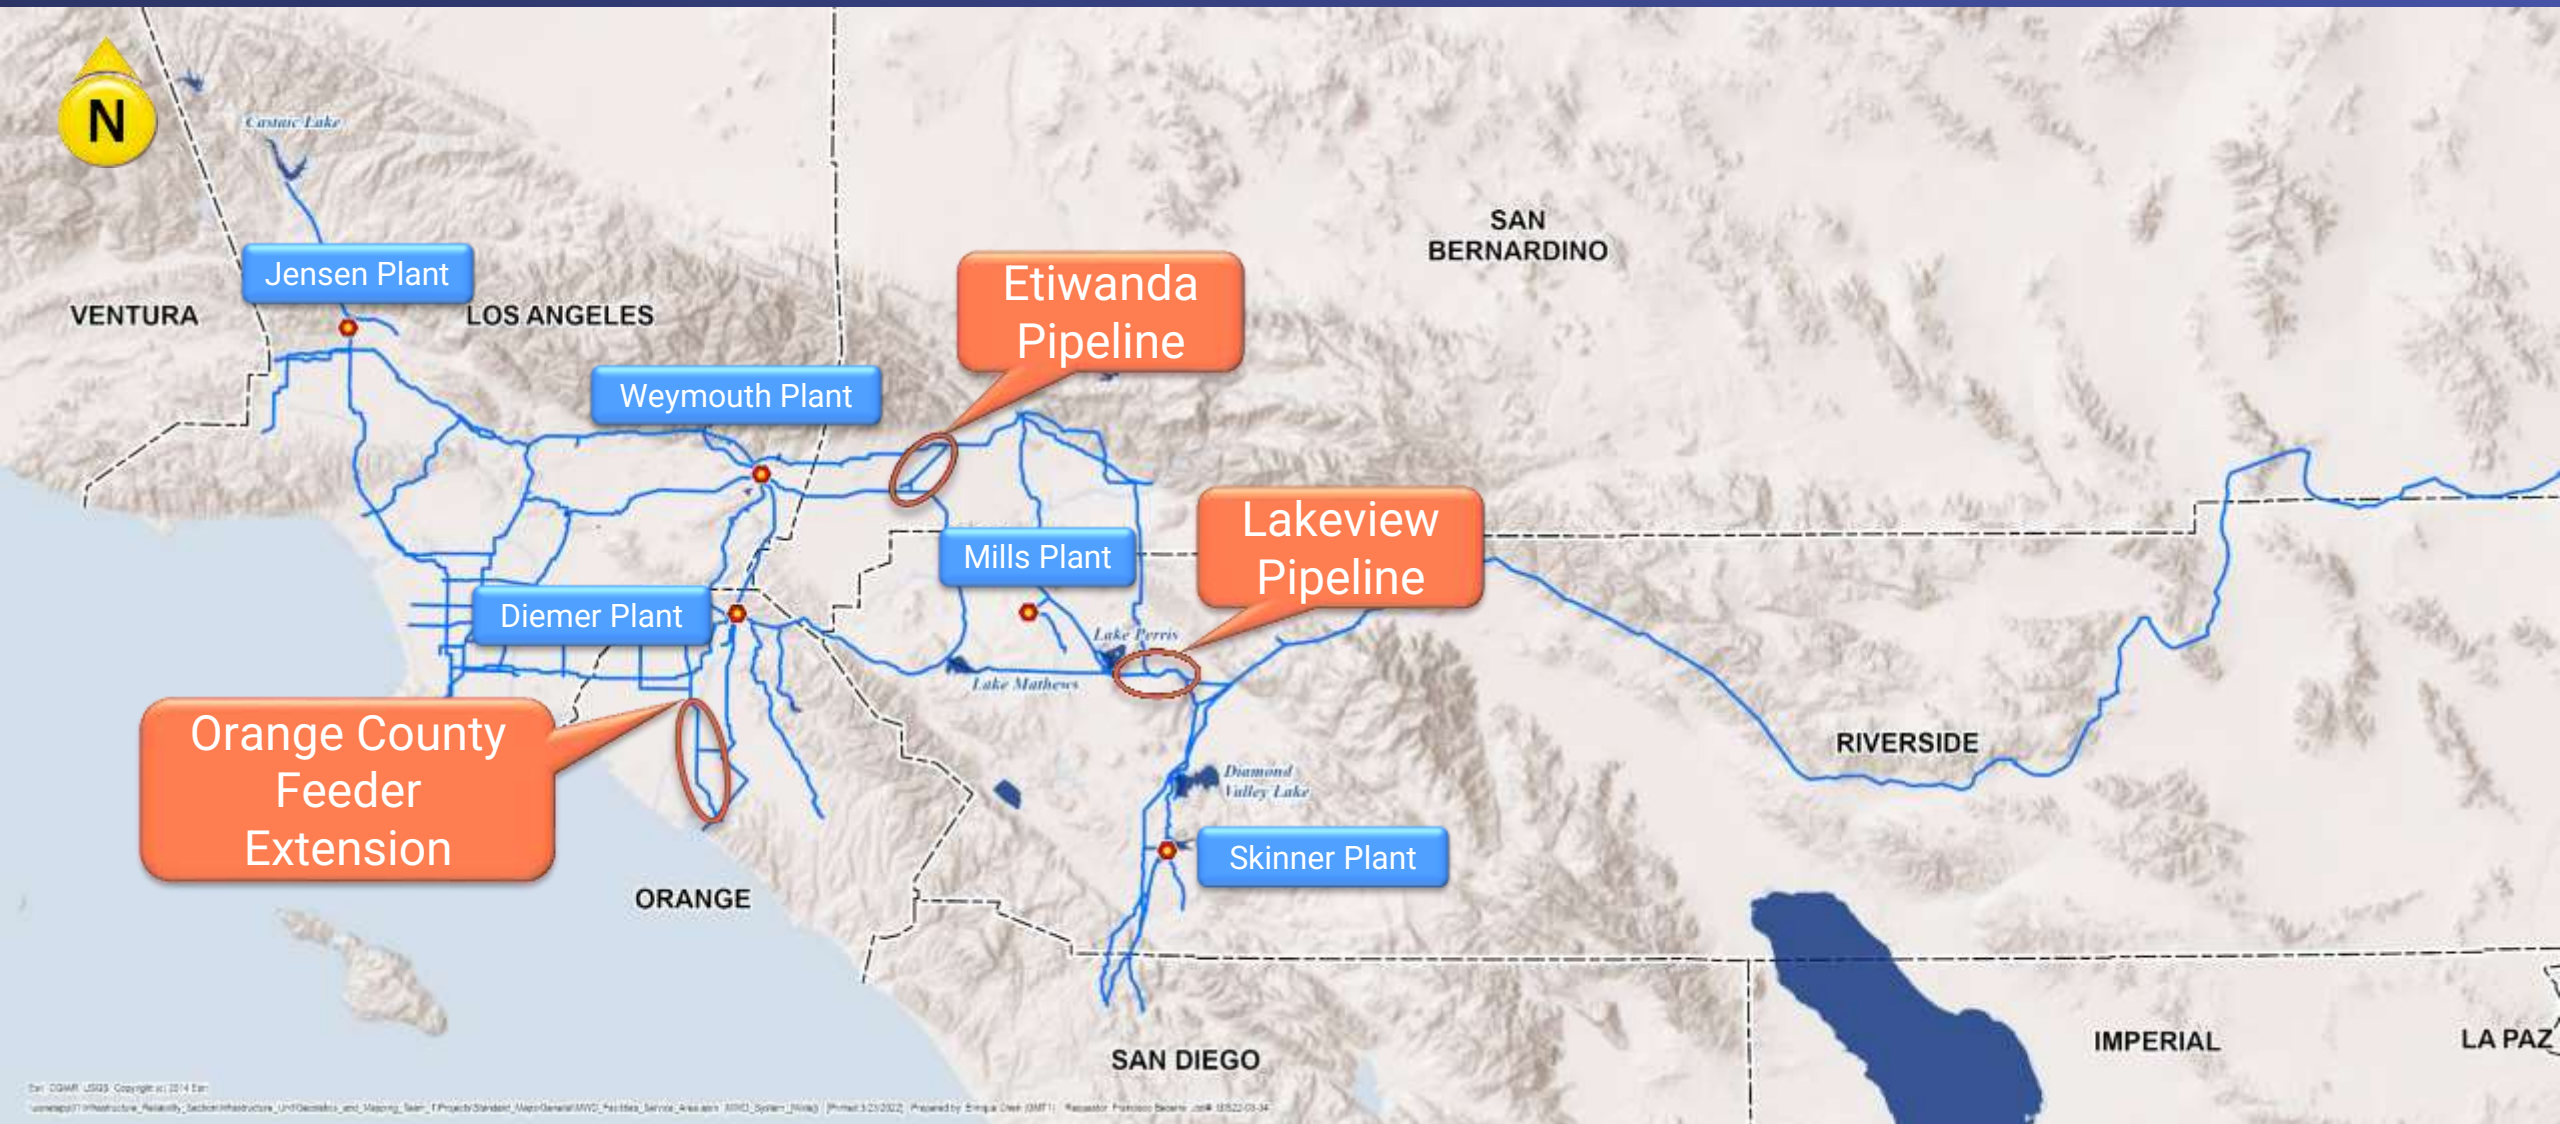 N
Castaic Lake
SAN
BERNARDINO
Jensen Plant
Etiwanda
Pipeline
VENTURA
LOS ANGELES
Weymouth Plant
Lakeview
Pipeline
Mills Plant
Diemer Plant
Lake Perris
Lake Mathews
Orange County
Feeder
Extension
RIVERSIDE
Diamond
Valley Lake
Skinner Plant
ORANGE
IMPERIAL
LA PAZ
SAN DIEGO